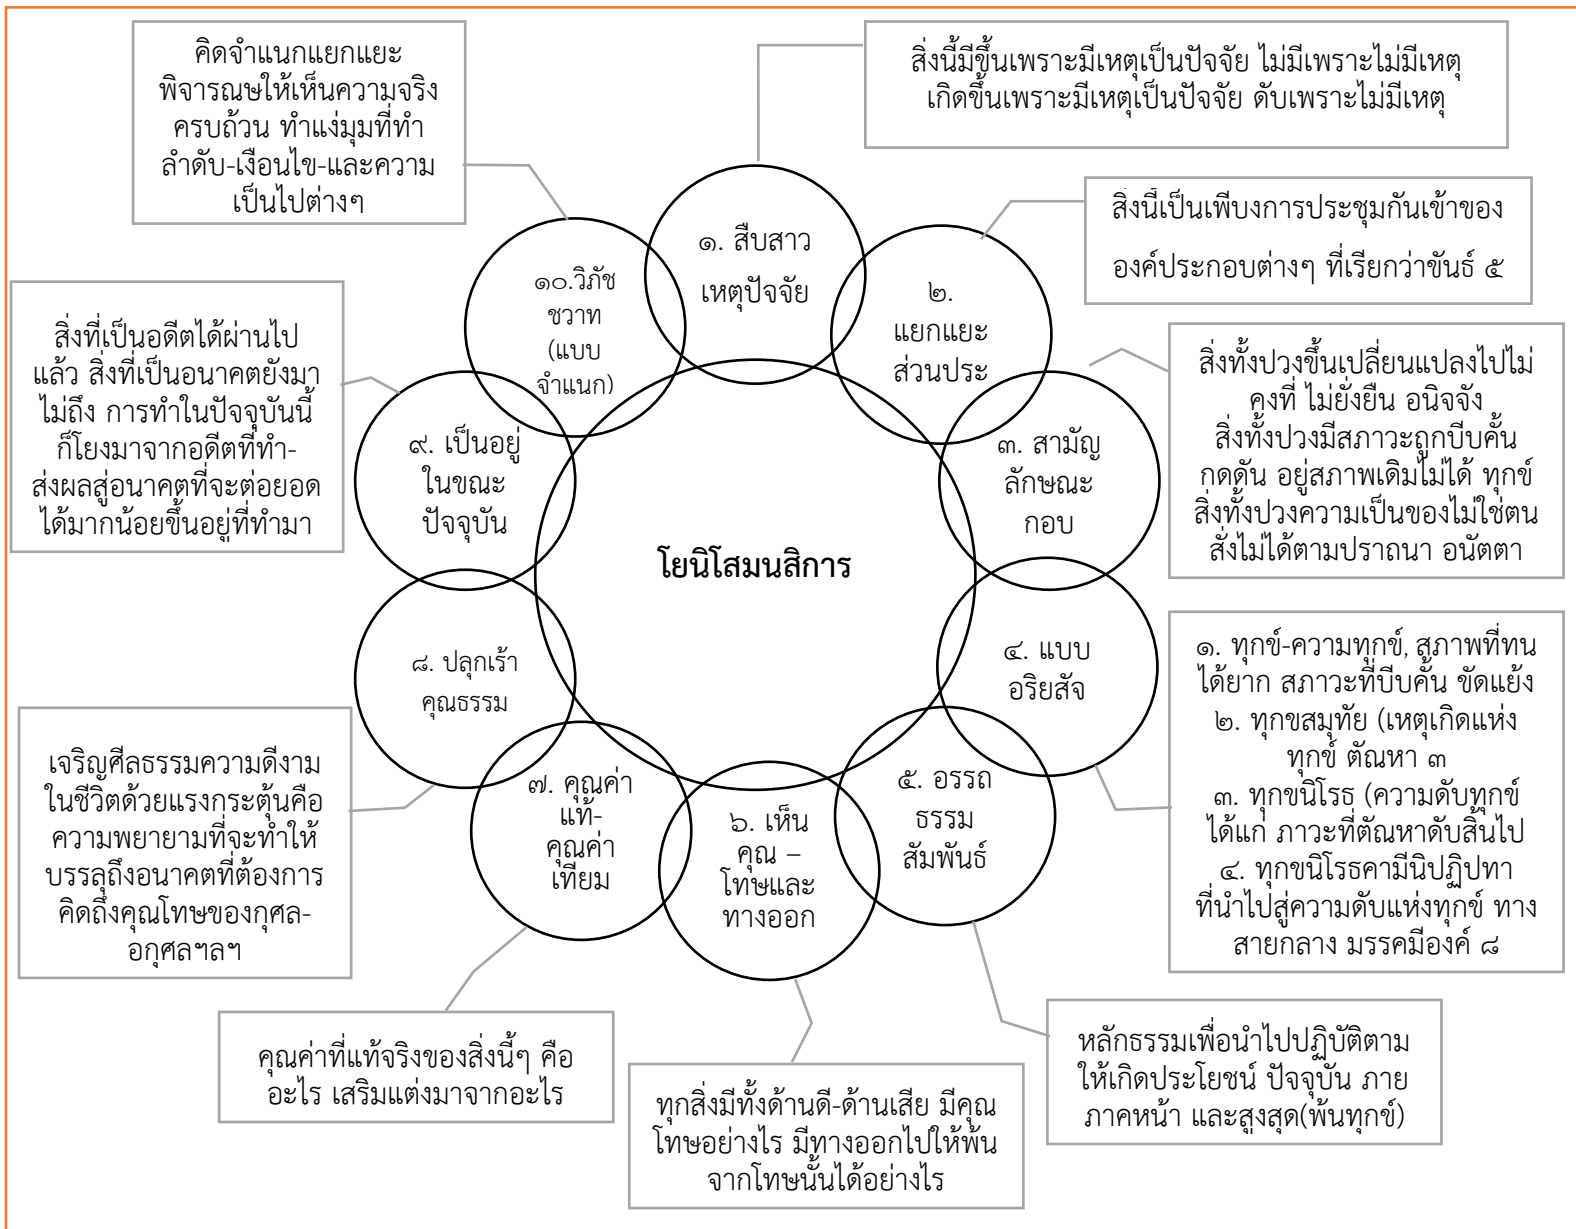 คิดจำแนกแยกแยะ
พิจารณษให้เห็นความจริง
ครบถ้วน ทำแง่มุมที่ทำ
ลำดับ-เงือนไข-และความ
เป็นไปต่างๆ
สิ่งนี้มีขึ้นเพราะมีเหตุเป็นปัจจัย ไม่มีเพราะไม่มีเหตุ
เกิดขึ้นเพราะมีเหตุเป็นปัจจัย ดับเพราะไม่มีเหตุ
สิ่งนี้เป็นเพีบงการประชุมกันเข้าของ
องค์ประกอบต่างๆ ที่เรียกว่าขันธ์ ๕
สิ่งทั้งปวงขึ้นเปลี่ยนแปลงไปไม่
คงที่ ไม่ยั่งยืน อนิจจัง
สิ่งทั้งปวงมีสภาวะถูกบีบคั้น
กดดัน อยู่สภาพเดิมไม่ได้ ทุกข์
สิ่งทั้งปวงความเป็นของไม่ใช่ตน
สั่งไม่ได้ตามปราถนา อนัตตา
๑. ทุกข์-ความทุกข์, สภาพที่ทน
ได้ยาก สภาวะที่บีบคั้น ขัดแย้ง
๒. ทุกขสมุทัย (เหตุเกิดแห่ง
ทุกข์ ตัณหา ๓
๓. ทุกขนิโรธ (ความดับทุกข์
ได้แก่ ภาวะที่ตัณหาดับสิ้นไป
๔. ทุกขนิโรธคามีนิปฏิปทา
ที่นำไปสู่ความดับแห่งทุกข์ ทาง
สายกลาง มรรคมีองค์ ๘
หลักธรรมเพื่อนำไปปฏิบัติตาม
ให้เกิดประโยชน์ ปัจจุบัน ภาย
ภาคหน้า และสูงสุด(พ้นทุกข์)
ทุกสิ่งมีทั้งด้านดี-ด้านเสีย มีคุณ
โทษอย่างไร มีทางออกไปให้พ้น
จากโทษนั้นได้อย่างไร
คุณค่าที่แท้จริงของสิ่งนี้ๆ คือ
อะไร เสริมแต่งมาจากอะไร
เจริญศีลธรรมความดีงาม
ในชีวิตด้วยแรงกระตุ้นคือ
ความพยายามที่จะทำให้
บรรลุถึงอนาคตที่ต้องการ
คิดถึงคุณโทษของกุศล-
อกุศลฯลฯ
สิ่งที่เป็นอดีตได้ผ่านไป
แล้ว สิ่งที่เป็นอนาคตยังมา
ไม่ถึง การทำในปัจจุบันนี้
ก็โยงมาจากอดีตที่ทำ-
ส่งผลสู่อนาคตที่จะต่อยอด
ได้มากน้อยขึ้นอยู่ที่ทำมา
๑. สืบสาว
เหตุปัจจัย
๒.
แยกแยะ
ส่วนประ
๓. สามัญ
ลักษณะ
กอบ
๔. แบบ
อริยสัจ
๕. อรรถ
ธรรม
สัมพันธ์
๖. เห็น
คุณ –
โทษและ
ทางออก
๗. คุณค่า
แท้-
คุณค่า
เทียม
๘. ปลุกเร้า
คุณธรรม
๙. เป็นอยู่
ในขณะ
ปัจจุบัน
๑๐.วิภัช
ชวาท
(แบบ
จำแนก)
โยนิโสมนสิการ